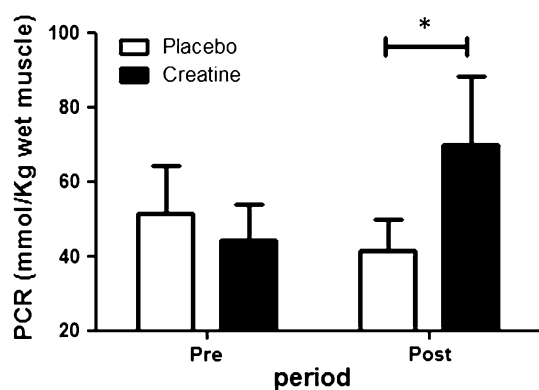 PCR (mmol/Kg wet muscle)
100
80
60
40
20
Placebo
Creatine
*
Pre
Post
period